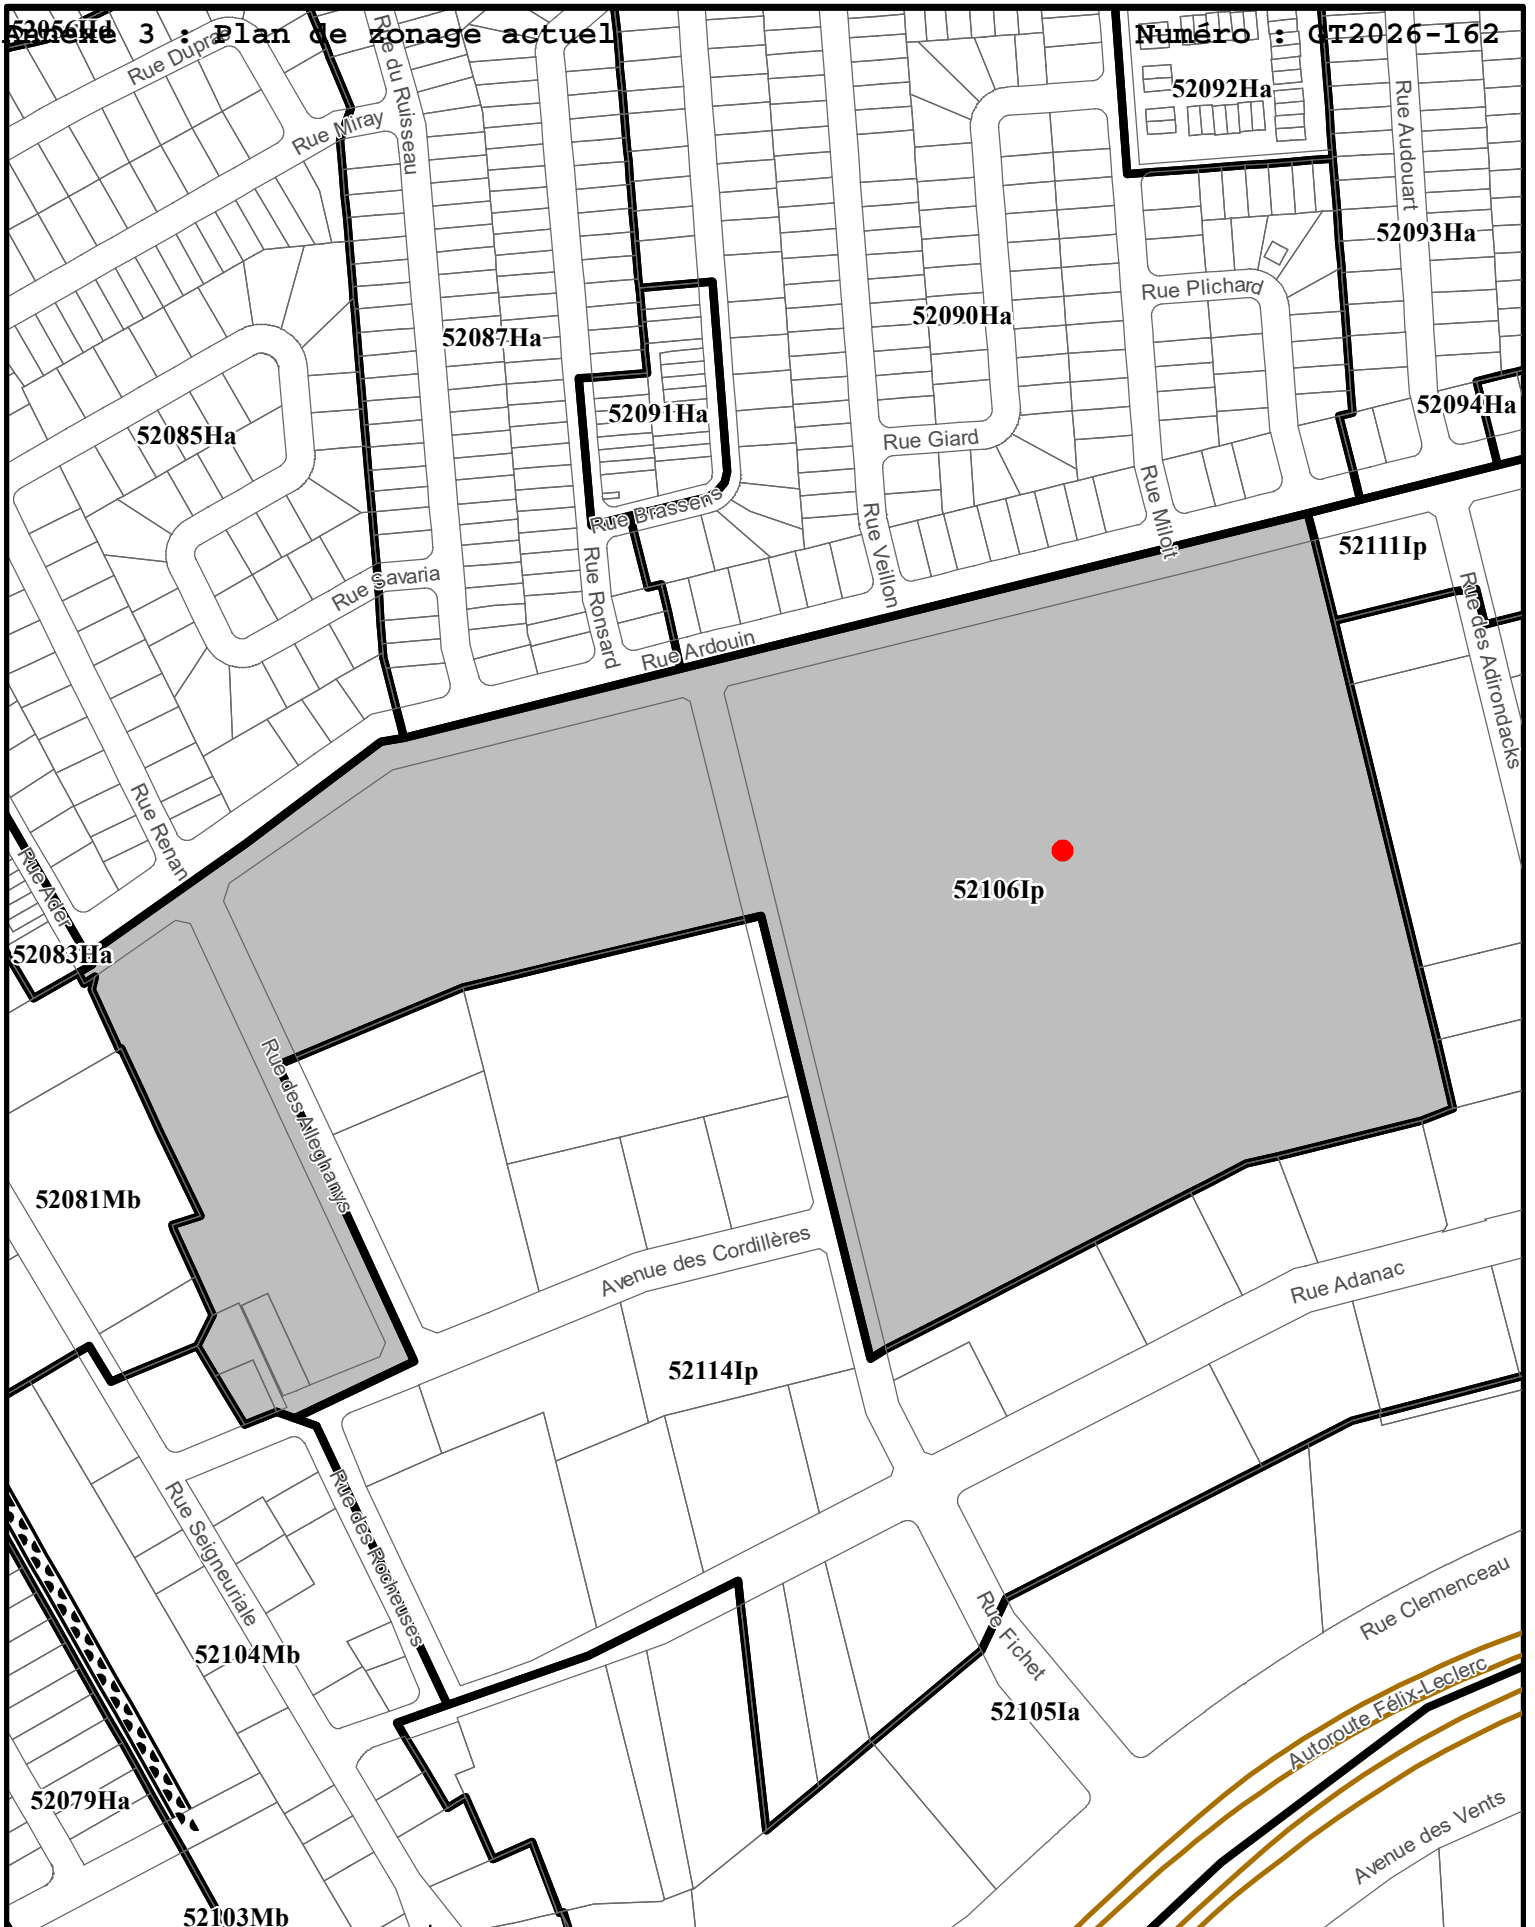 52056Hd
Annexe 3 : Plan de zonage actuel
Numéro : GT2026-162
Rue Duprat
Rue du Ruisseau
Rue Miray
52092Ha
Rue Audouart
52093Ha
Rue Plichard
52090Ha
52087Ha
52091Ha
52094Ha
52085Ha
Rue Giard
Rue Brassens
Rue Veillon
Rue Miloit
52111Ip
Rue Savaria
Rue Ronsard
Rue Ardouin
Rue des Adirondacks
Rue Renan
Rue Ader
52106Ip
52083Ha
Rue des Alleghanys
52081Mb
Avenue des Cordillères
Rue Adanac
52114Ip
Rue Seigneuriale
Rue des Rocheuses
Rue Clemenceau
Rue Fichet
52104Mb
Autoroute Félix-Leclerc
52105Ia
52079Ha
Avenue des Vents
52103Mb